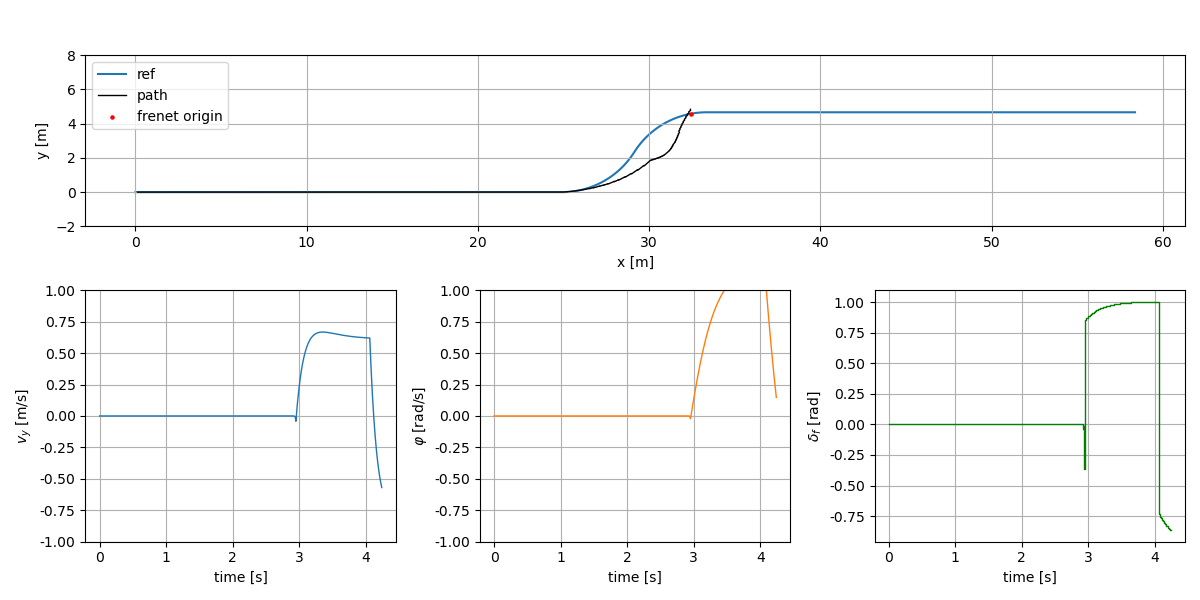 8
6
4
2
0
−2
y [m]
ref
path
frenet origin
0 10 20 30 40 50 60
x [m]
1.00
0.75
0.50
0.25
0.00
-0.25
-0.50
-0.75
-1.00
v_y [m/s]
0 1 2 3 4
time [s]
1.00
0.75
0.50
0.25
0.00
-0.25
-0.50
-0.75
-1.00
φ [rad/s]
0 1 2 3 4
time [s]
1.00
0.75
0.50
0.25
0.00
-0.25
-0.50
-0.75
δ_f [rad]
0 1 2 3 4
time [s]